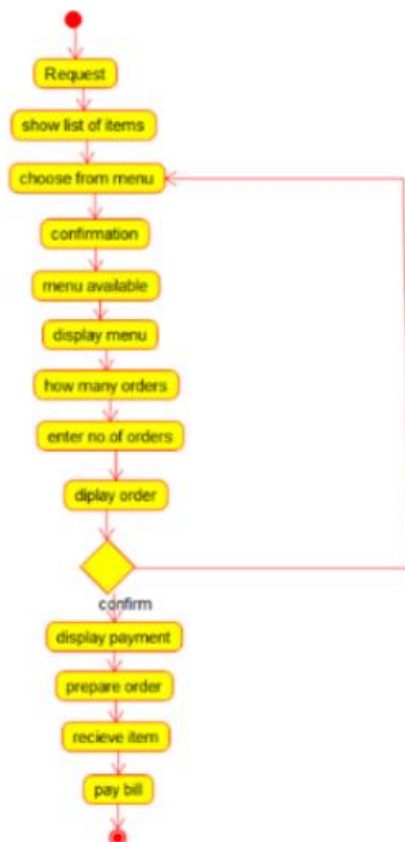 Request
show list of items
choose from menu
confirmation
menu available
display menu
how many orders
enter no.of orders
diplay order
confirm
display payment
prepare order
recieve item
pay bill